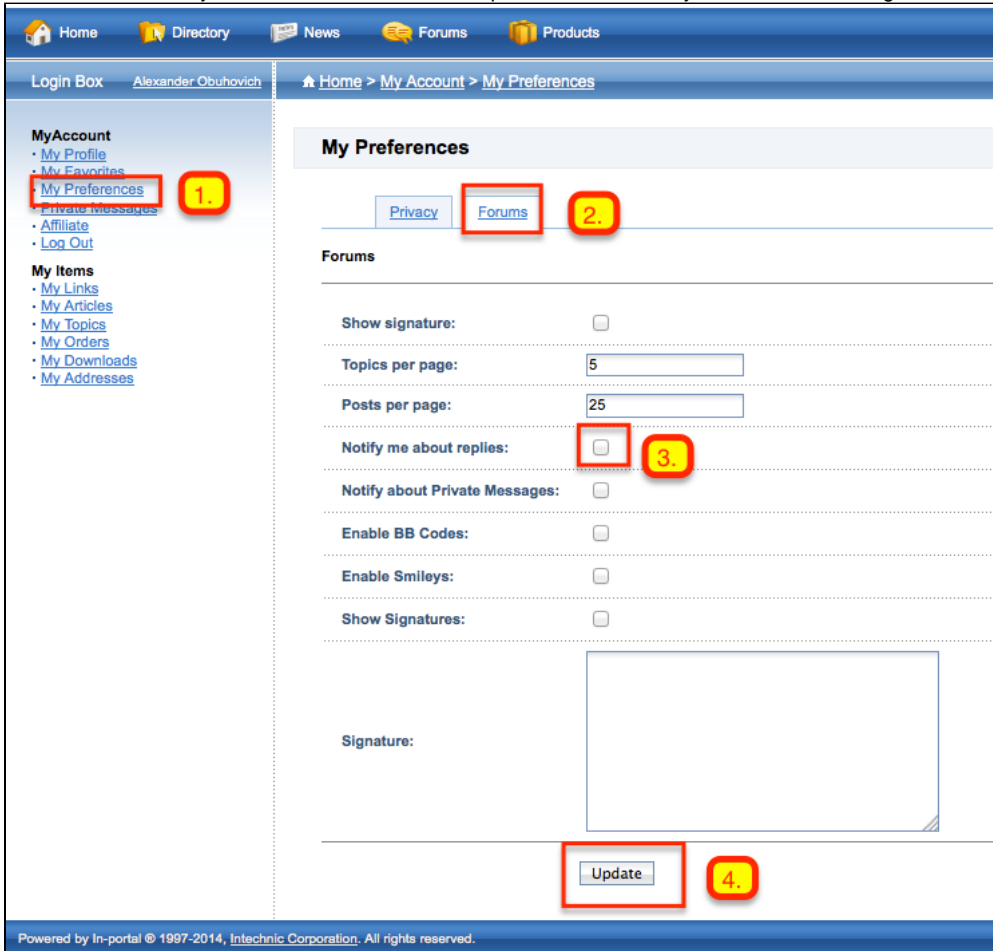 Home Directory News Forums Products
Login Box Alexander Obuhovich
Home > My Account > My Preferences
MyAccount
· My Profile
· My Favorites
· My Preferences
1.
· Private Messages
· Affiliate
· Log Out
My Items
· My Links
· My Articles
· My Topics
· My Orders
· My Downloads
· My Addresses
My Preferences
Privacy Forums 2.
Forums
Show signature:
Topics per page: 5
Posts per page: 25
Notify me about replies: 3.
Notify about Private Messages:
Enable BB Codes:
Enable Smileys:
Show Signatures:
Signature:
Update 4.
Powered by In-portal ® 1997-2014, Intechnic Corporation. All rights reserved.